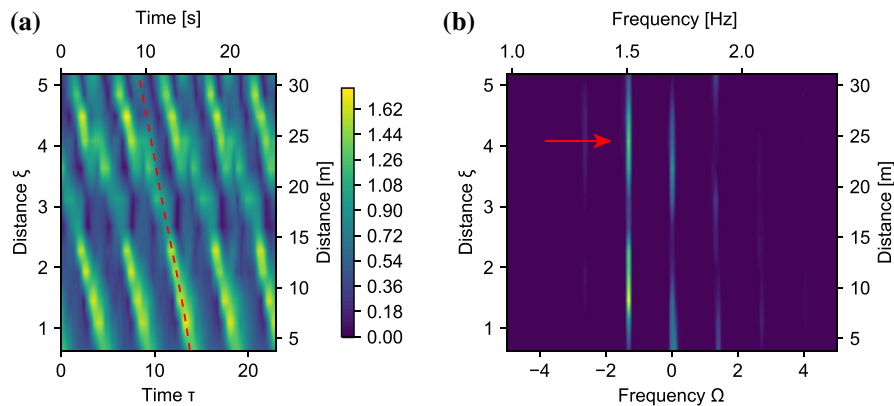 (a)
Time [s]
0 10 20
5
4
3
2
1
Distance ξ
30
25
20
15
10
5
Distance [m]
0 10 20
Time τ
1.62
1.44
1.26
1.08
0.90
0.72
0.54
0.36
0.18
0.00
(b)
Frequency [Hz]
1.0 1.5 2.0
5
4
3
2
1
Distance ξ
30
25
20
15
10
5
Distance [m]
−4 −2 0 2 4
Frequency Ω